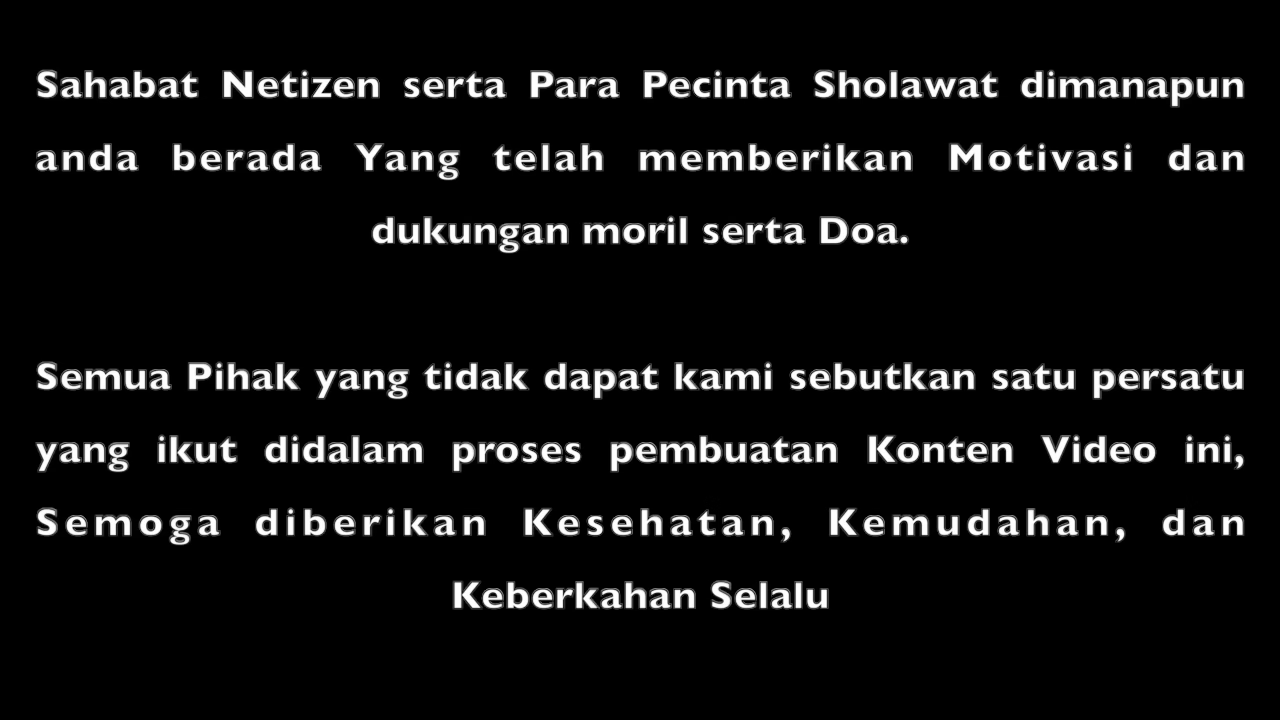 Sahabat Netizen serta Para Pecinta Sholawat dimanapun
anda berada Yang telah memberikan Motivasi dan
dukungan moril serta Doa.
Semua Pihak yang tidak dapat kami sebutkan satu persatu
yang ikut didalam proses pembuatan Konten Video ini,
Semoga diberikan Kesehatan, Kemudahan, dan
Keberkahan Selalu